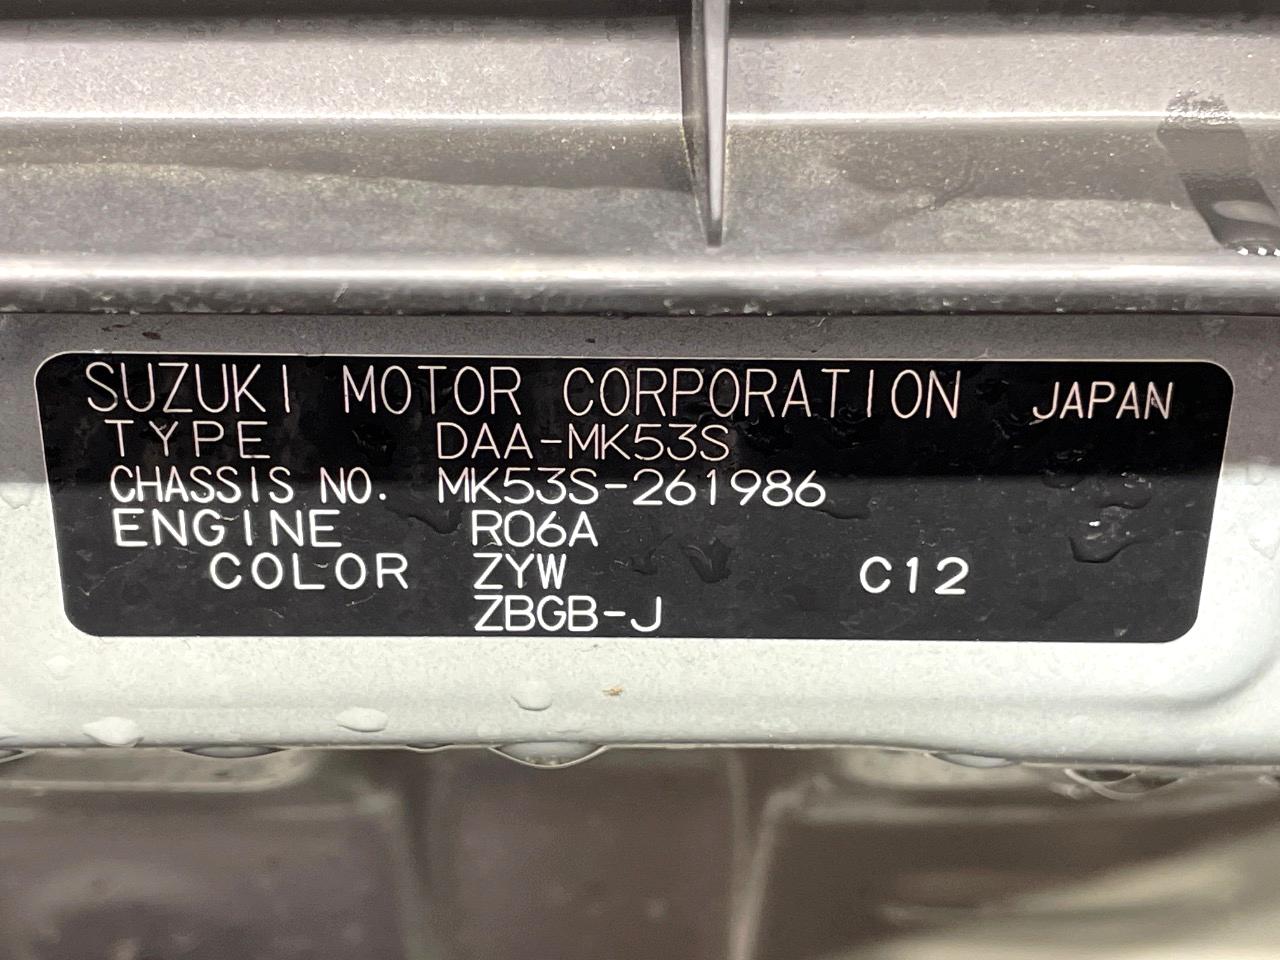 SUZUKI MOTOR CORPORATION JAPAN
TYPE DAA-MK53S
CHASSIS NO. MK53S-261986
ENGINE R06A
COLOR ZYW C12
ZBGB-J